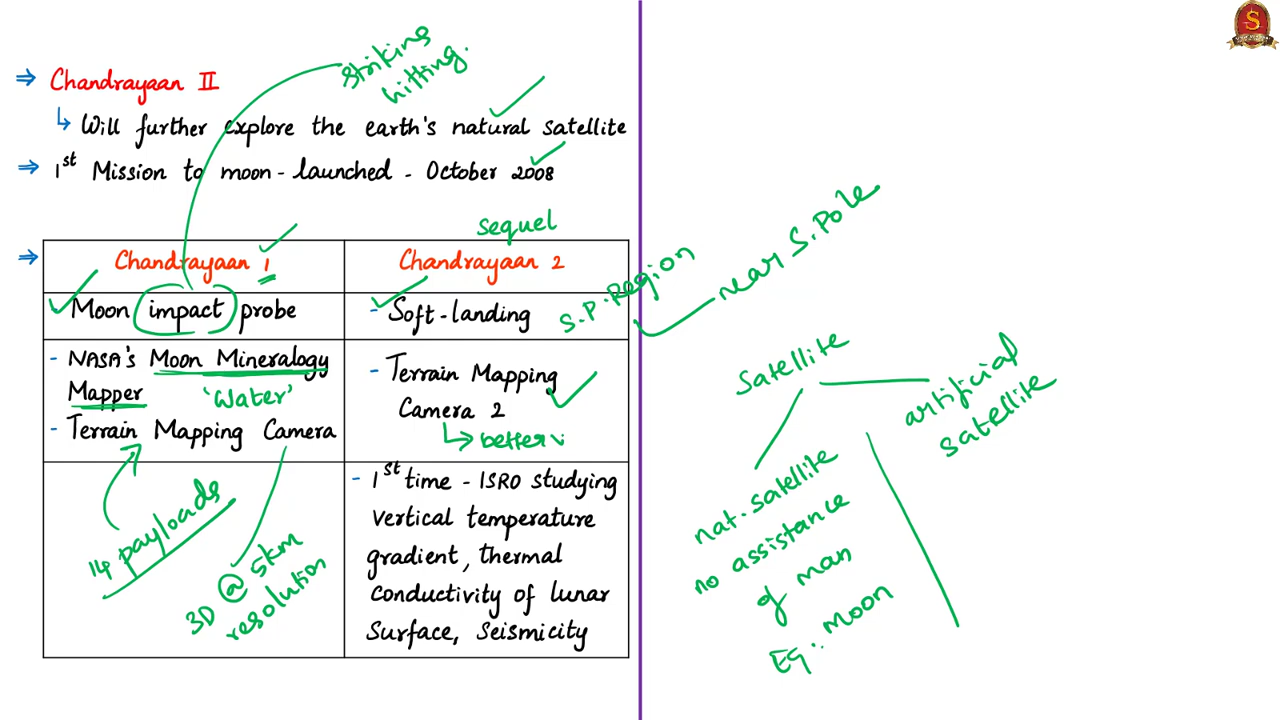 striking
hitting.
⇒ Chandrayaan II
↳ Will further explore the earth's natural satellite
⇒ 1st Mission to moon - launched - October 2008
sequel
⇒ Chandrayaan 1
Chandrayaan 2
Moon impact probe
- Soft-landing
S.P. Region
near S. Pole
- NASA's Moon Mineralogy
Mapper
'Water'
- Terrain Mapping Camera
- Terrain Mapping
Camera 2
↳ better
14 payloads
3D @ 5km
resolution
- 1st time - ISRO studying
vertical temperature
gradient, thermal
conductivity of lunar
Surface, Seismicity
Satellite
artificial
satellite
nat. satellite
no assistance
of man
Eg: moon
S